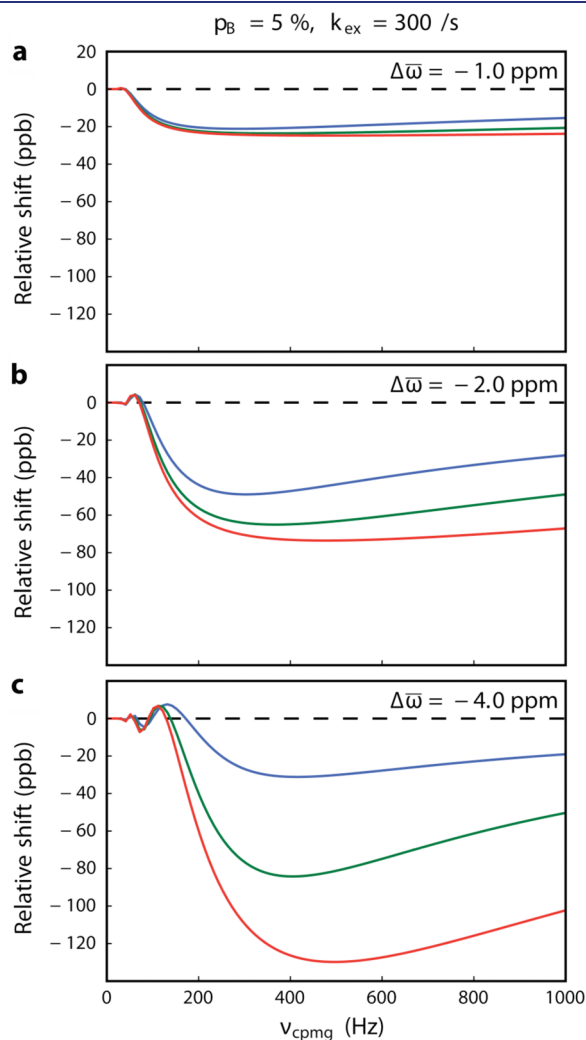 p_B = 5 %, k_ex = 300 /s
a
Δω̅ = − 1.0 ppm
20
0
− 20
− 40
− 60
− 80
− 100
− 120
Relative shift (ppb)
b
Δω̅ = − 2.0 ppm
0
− 20
− 40
− 60
− 80
− 100
− 120
− 140
Relative shift (ppb)
c
Δω̅ = − 4.0 ppm
0
− 20
− 40
− 60
− 80
− 100
− 120
Relative shift (ppb)
0 200 400 600 800 1000
ν_cpmg (Hz)